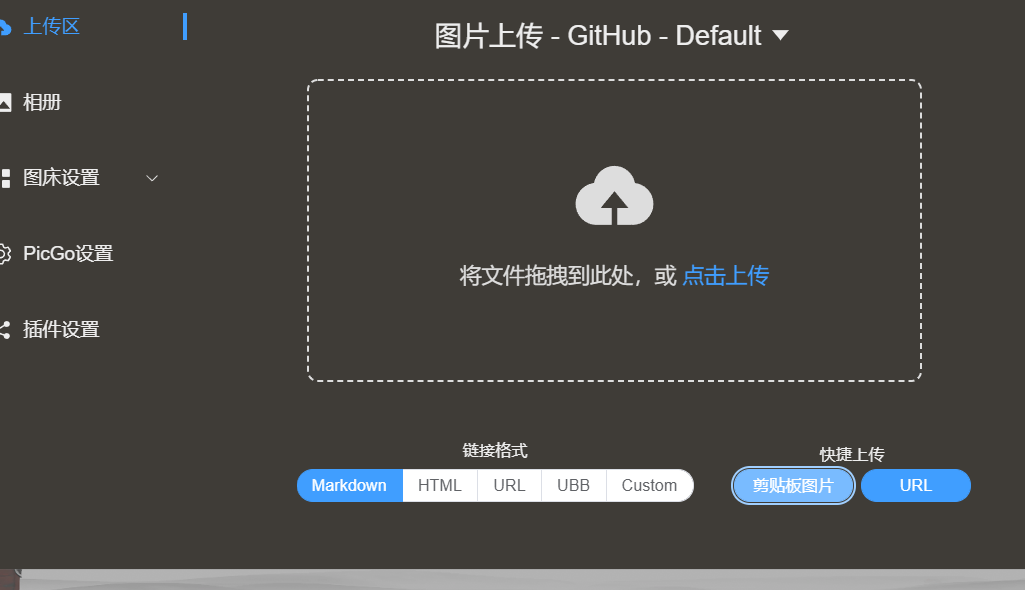 上传区
相册
图床设置
PicGo设置
插件设置
图片上传 - GitHub - Default
将文件拖拽到此处，或 点击上传
链接格式
Markdown HTML URL UBB Custom
快捷上传
剪贴板图片 URL